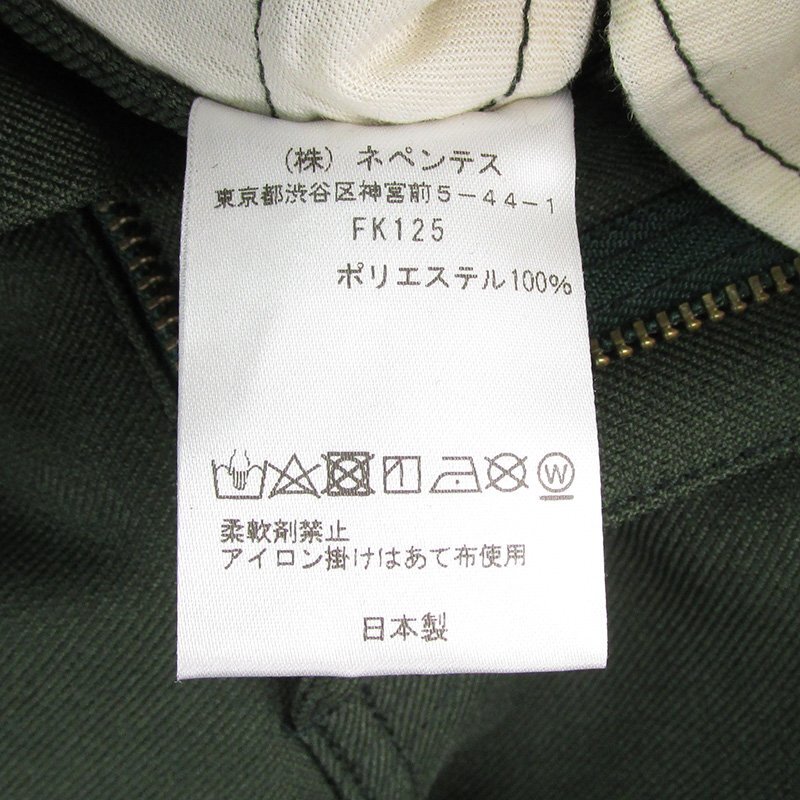 (株) ネペンテス
東京都渋谷区神宮前5-44-1
FK125
ポリエステル100%
W
柔軟剤禁止
アイロン掛けはあて布使用
日本製